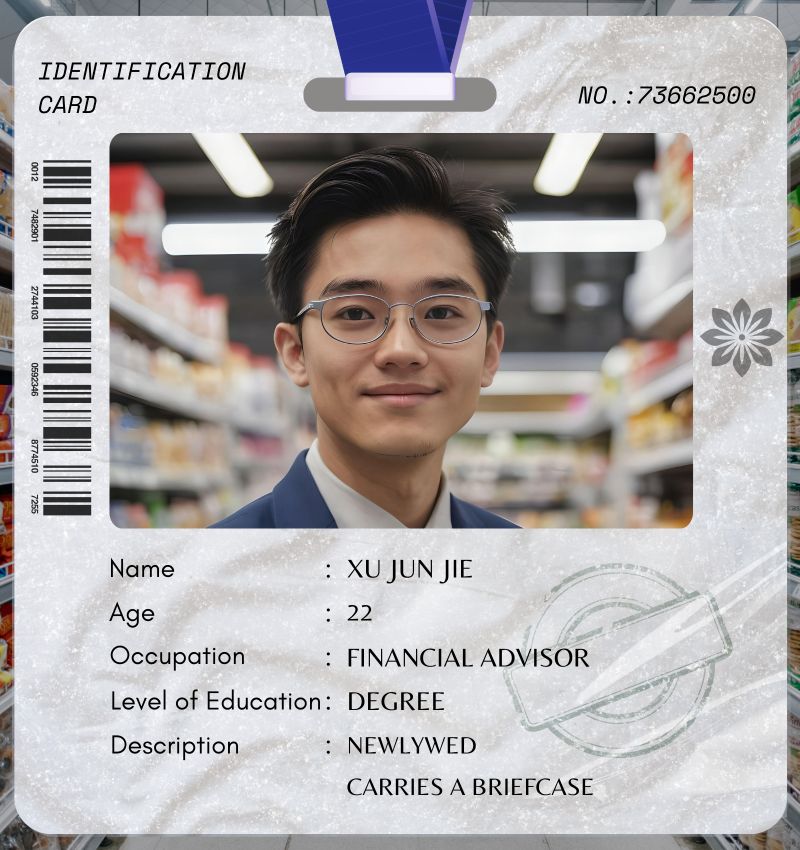 IDENTIFICATION
CARD
NO.:73662500
0012
7482901
2744103
0592346
8774510
7255
Name : XU JUN JIE
Age : 22
Occupation : FINANCIAL ADVISOR
Level of Education : DEGREE
Description : NEWLYWED
CARRIES A BRIEFCASE